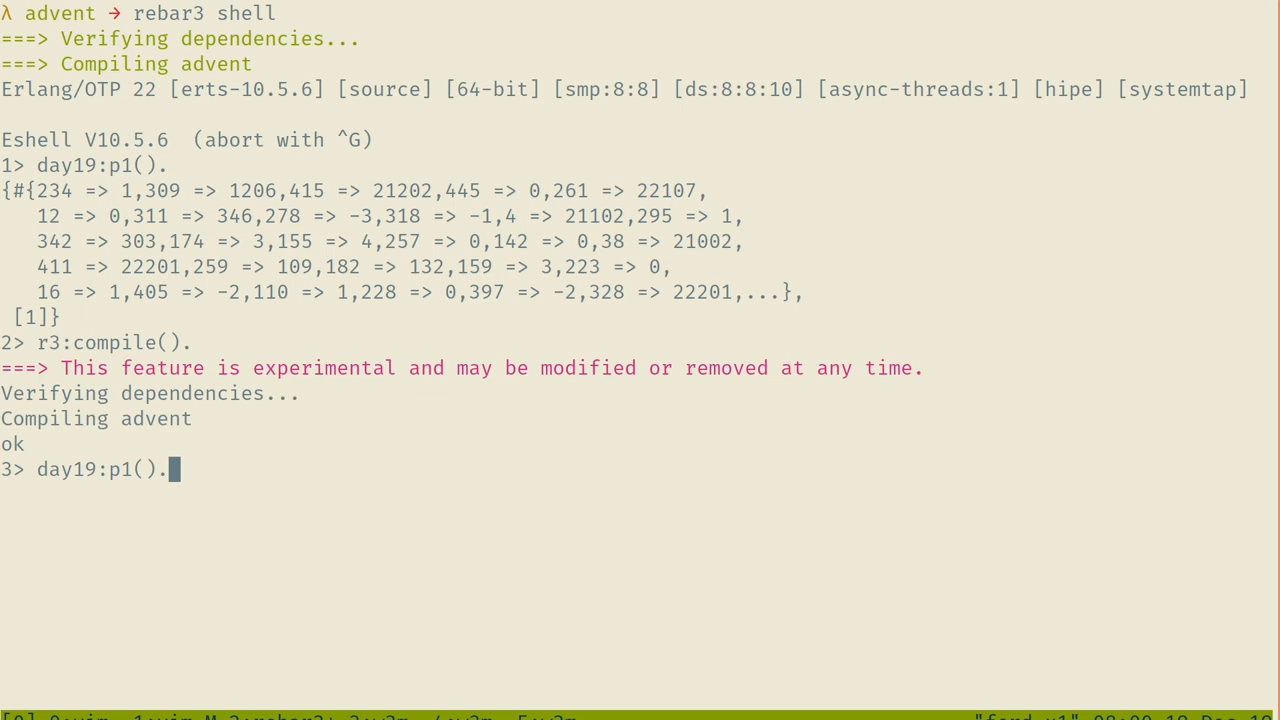 λ advent → rebar3 shell
===> Verifying dependencies...
===> Compiling advent
Erlang/OTP 22 [erts-10.5.6] [source] [64-bit] [smp:8:8] [ds:8:8:10] [async-threads:1] [hipe] [systemtap]
Eshell V10.5.6  (abort with ^G)
1> day19:p1().
{#{234 => 1,309 => 1206,415 => 21202,445 => 0,261 => 22107,
   12 => 0,311 => 346,278 => -3,318 => -1,4 => 21102,295 => 1,
   342 => 303,174 => 3,155 => 4,257 => 0,142 => 0,38 => 21002,
   411 => 22201,259 => 109,182 => 132,159 => 3,223 => 0,
   16 => 1,405 => -2,110 => 1,228 => 0,397 => -2,328 => 22201,...},
 [1]}
2> r3:compile().
===> This feature is experimental and may be modified or removed at any time.
Verifying dependencies...
Compiling advent
ok
3> day19:p1().